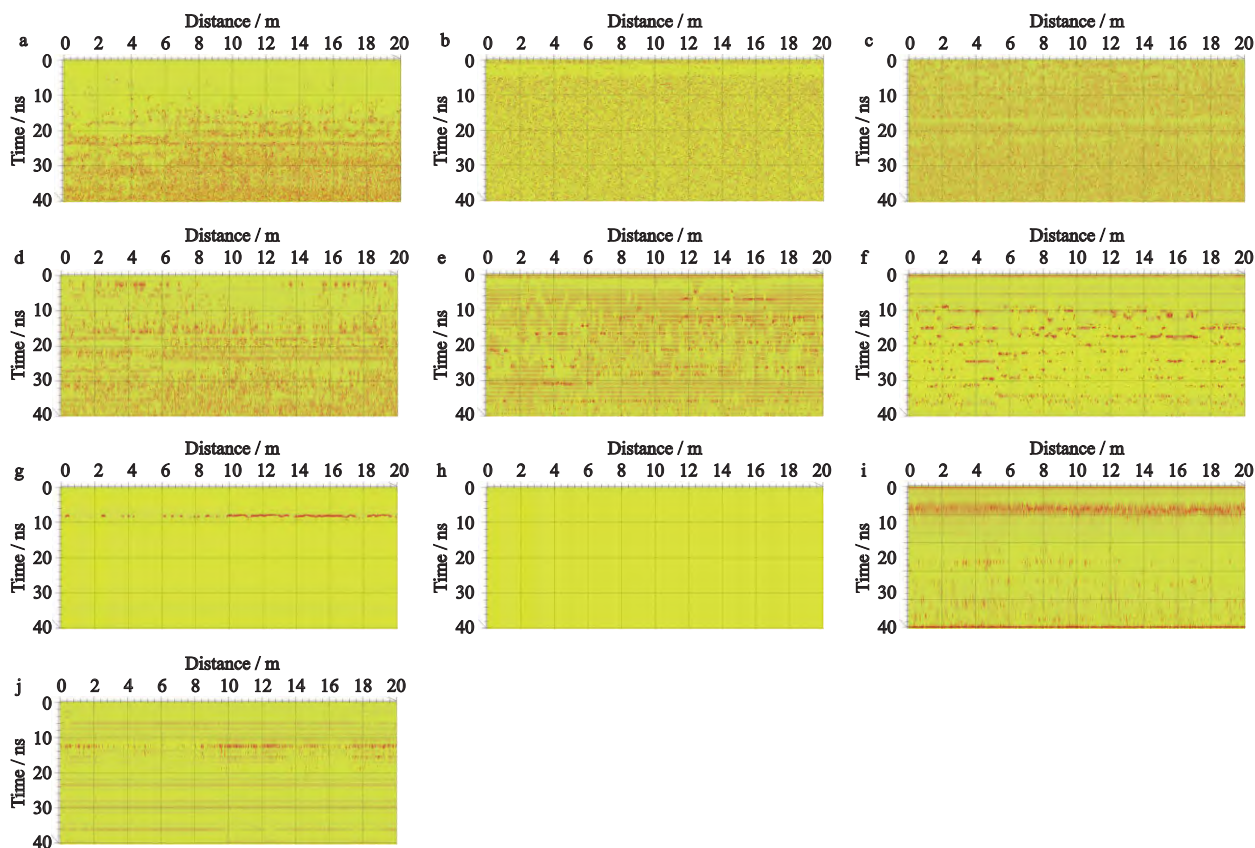 Distance / m
Distance / m
Distance / m
a 0 2 4 6 8 10 12 14 16 18 20
b 0 2 4 6 8 10 12 14 16 18 20
c 0 2 4 6 8 10 12 14 16 18 20
0
10
20
30
40
Time / ns
0
10
20
30
40
Time / ns
0
10
20
30
40
Time / ns
Distance / m
Distance / m
Distance / m
d 0 2 4 6 8 10 12 14 16 18 20
e 0 2 4 6 8 10 12 14 16 18 20
f 0 2 4 6 8 10 12 14 16 18 20
0
10
20
30
40
Time / ns
0
10
20
30
40
Time / ns
0
10
20
30
40
Time / ns
Distance / m
Distance / m
Distance / m
g 0 2 4 6 8 10 12 14 16 18 20
h 0 2 4 6 8 10 12 14 16 18 20
i 0 2 4 6 8 10 12 14 16 18 20
0
10
20
30
40
Time / ns
0
10
20
30
40
Time / ns
0
10
20
30
40
Time / ns
Distance / m
j 0 2 4 6 8 10 12 14 16 18 20
0
10
20
30
40
Time / ns